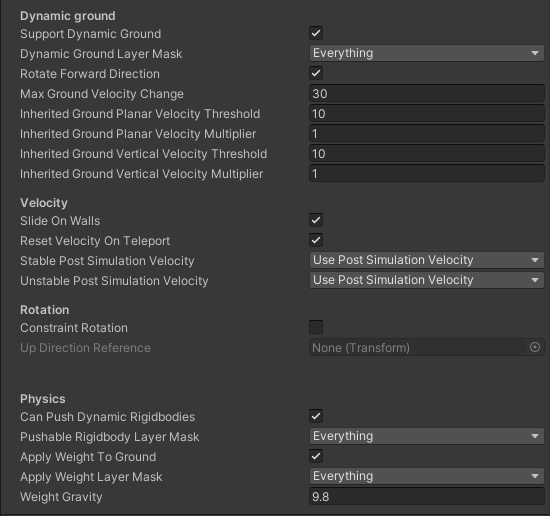 Dynamic ground
Support Dynamic Ground
Dynamic Ground Layer Mask Everything
Rotate Forward Direction
Max Ground Velocity Change 30
Inherited Ground Planar Velocity Threshold 10
Inherited Ground Planar Velocity Multiplier 1
Inherited Ground Vertical Velocity Threshold 10
Inherited Ground Vertical Velocity Multiplier 1
Velocity
Slide On Walls
Reset Velocity On Teleport
Stable Post Simulation Velocity Use Post Simulation Velocity
Unstable Post Simulation Velocity Use Post Simulation Velocity
Rotation
Constraint Rotation
Up Direction Reference None (Transform)
Physics
Can Push Dynamic Rigidbodies
Pushable Rigidbody Layer Mask Everything
Apply Weight To Ground
Apply Weight Layer Mask Everything
Weight Gravity 9.8